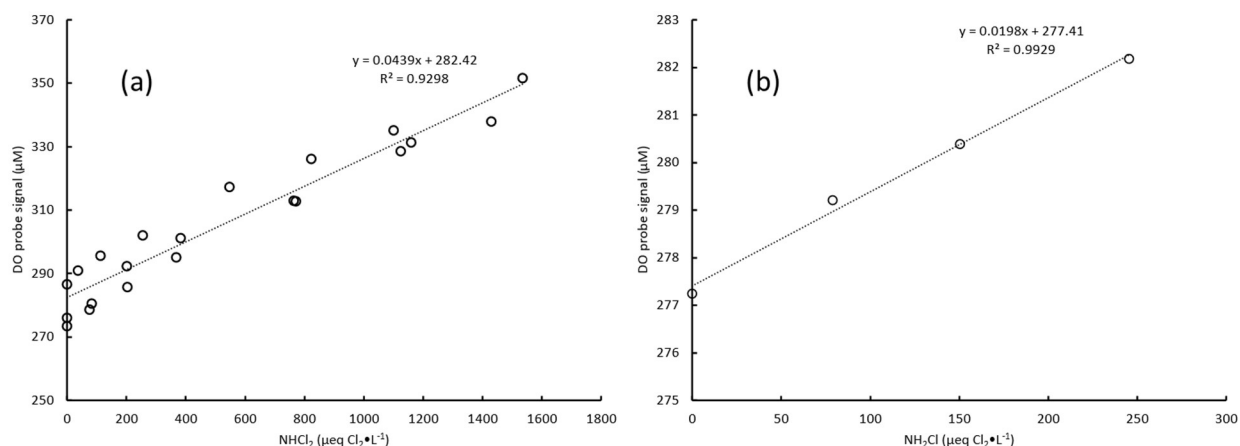 (a)
y = 0.0439x + 282.42
R² = 0.9298
DO probe signal (µM)
370
350
330
310
290
270
250
0 200 400 600 800 1000 1200 1400 1600 1800
NHCl₂ (µeq Cl₂•L⁻¹)
(b)
y = 0.0198x + 277.41
R² = 0.9929
DO probe signal (µM)
283
282
281
280
279
278
277
276
275
0 50 100 150 200 250 300
NH₂Cl (µeq Cl₂•L⁻¹)